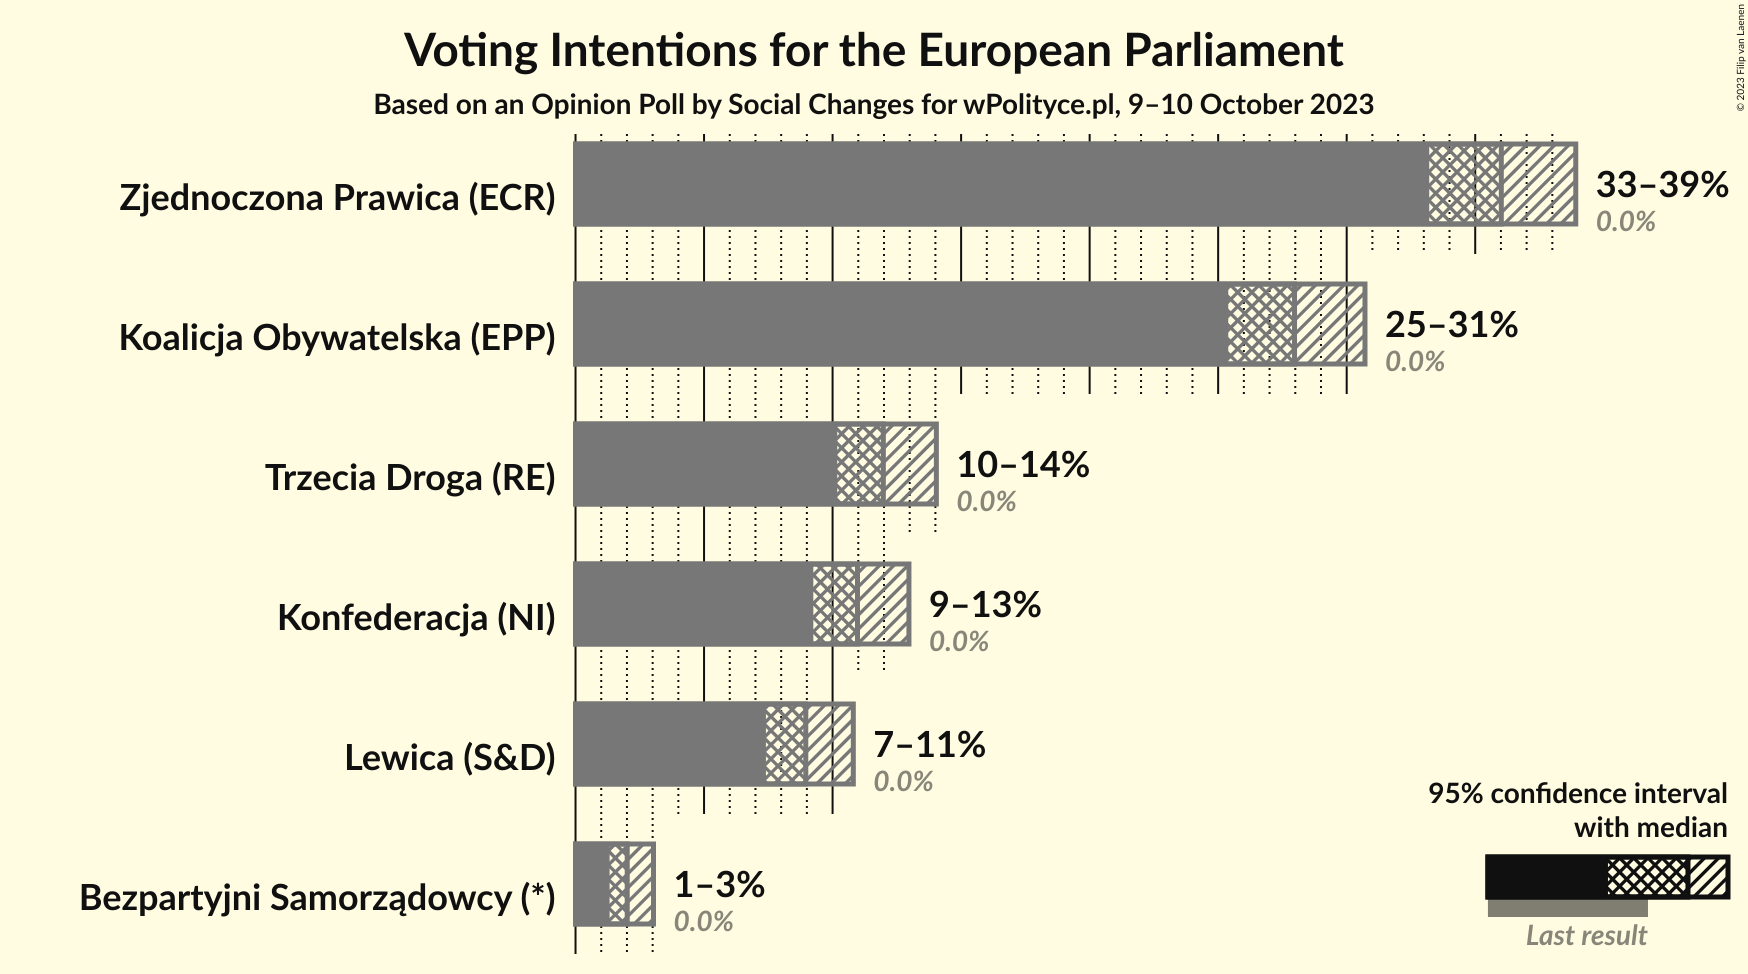 Voting Intentions for the European Parliament
Based on an Opinion Poll by Social Changes for wPolityce.pl, 9–10 October 2023
© 2023 Filip van Laenen
Zjednoczona Prawica (ECR)
33–39%
0.0%
Koalicja Obywatelska (EPP)
25–31%
0.0%
Trzecia Droga (RE)
10–14%
0.0%
Konfederacja (NI)
9–13%
0.0%
Lewica (S&D)
7–11%
0.0%
Bezpartyjni Samorządowcy (*)
1–3%
0.0%
95% confidence interval
with median
Last result